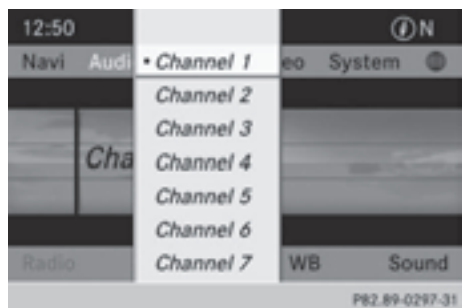 12:50 N
Navi Audi • Channel 1 eo System
Channel 2
Channel 3
Cha Channel 4
Channel 5
Channel 6
Radio Channel 7 WB Sound
P82.89-0297-31